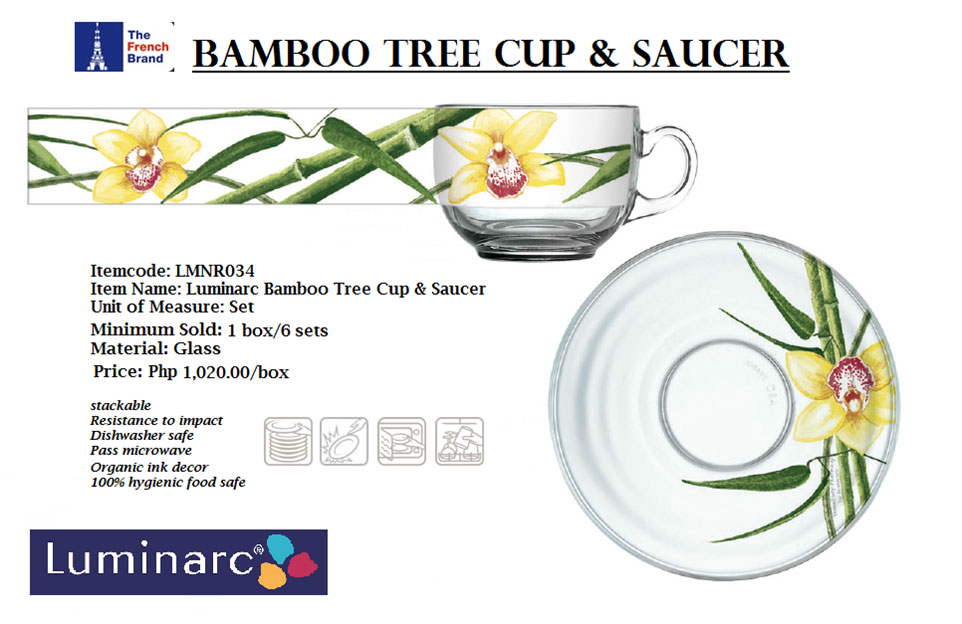 The
French
Brand
BAMBOO TREE CUP & SAUCER
Itemcode: LMNR034
Item Name: Luminarc Bamboo Tree Cup & Saucer
Unit of Measure: Set
Minimum Sold: 1 box/6 sets
Material: Glass
Price: Php 1,020.00/box
stackable
Resistance to impact
Dishwasher safe
Pass microwave
Organic ink decor
100% hygienic food safe
Luminarc®